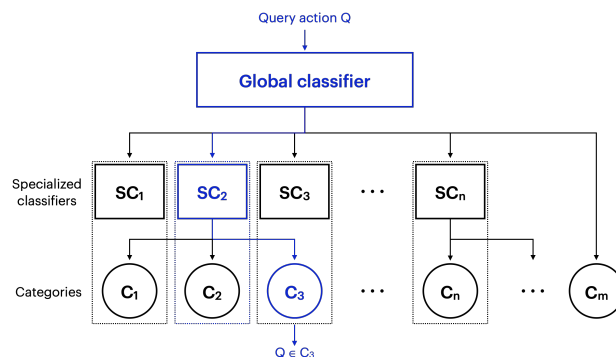 Query action Q
Global classifier
Specialized
classifiers
SC₁ SC₂ SC₃ ··· SCₙ
Categories
C₁ C₂ C₃ ··· Cₙ ··· Cₘ
Q ∈ C₃